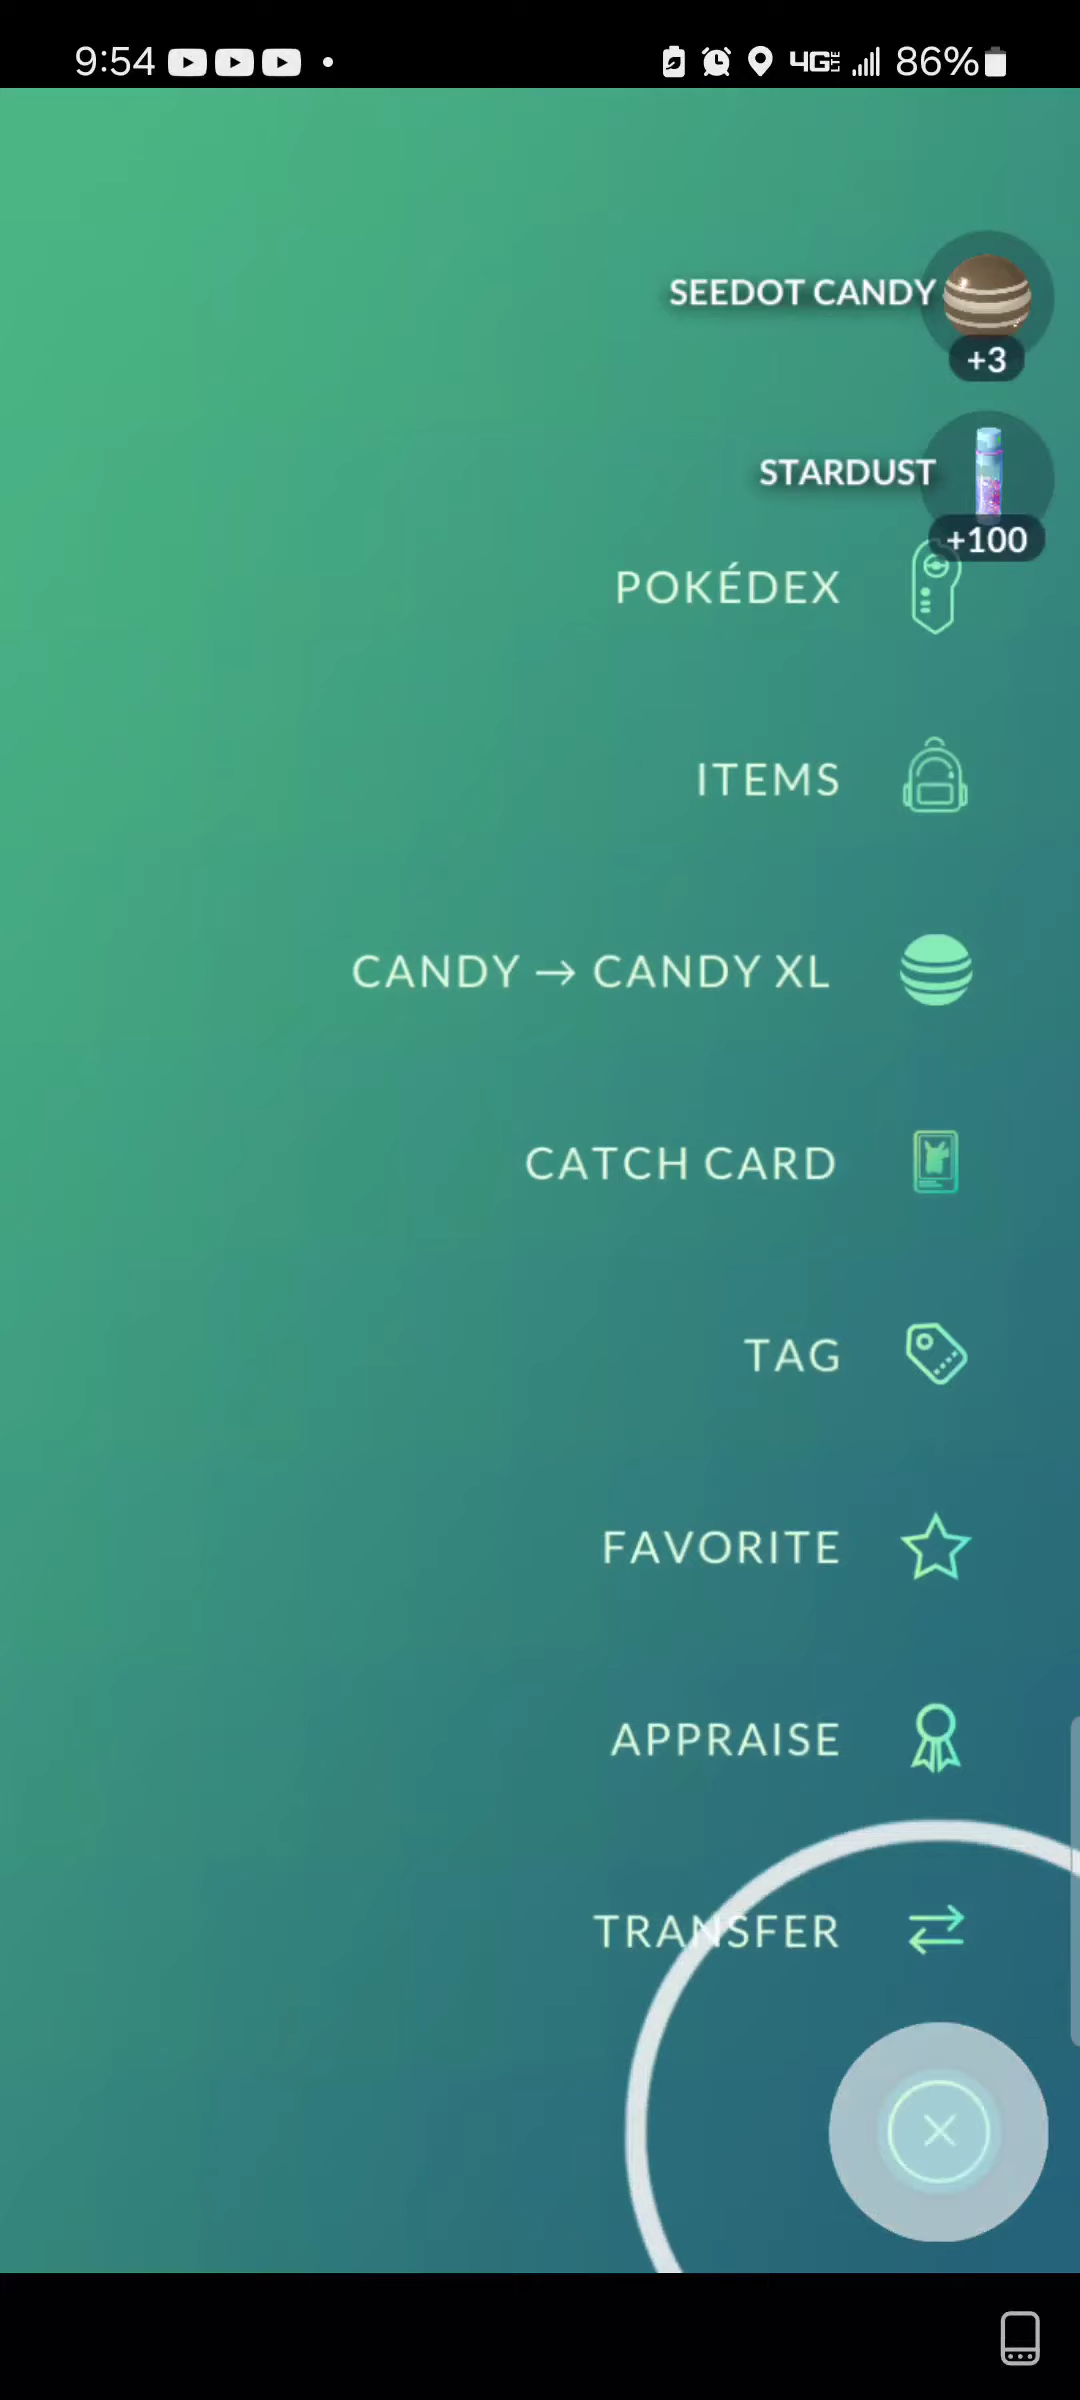 9:54
4G LTE 86%
SEEDOT CANDY
+3
STARDUST
+100
POKÉDEX
ITEMS
CANDY → CANDY XL
CATCH CARD
TAG
FAVORITE
APPRAISE
TRANSFER